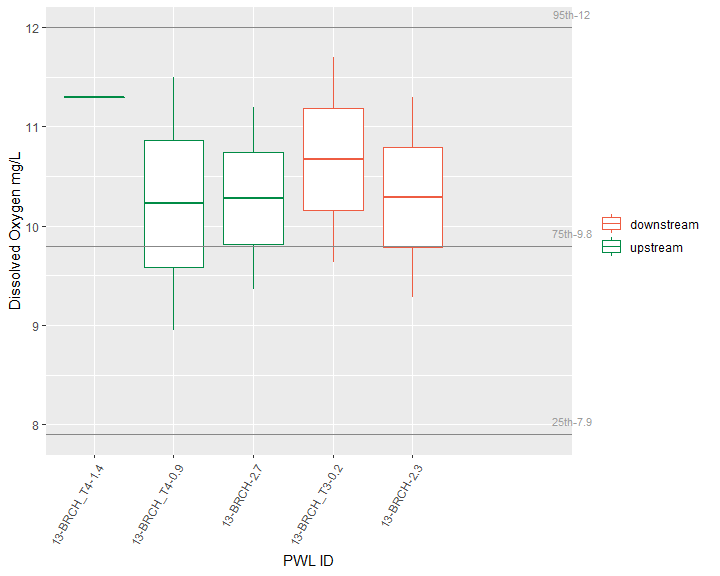 95th-12
12
11
10
9
8
Dissolved Oxygen mg/L
75th-9.8
25th-7.9
downstream
upstream
13-BRCH_T4-1.4
13-BRCH_T4-0.9
13-BRCH-2.7
13-BRCH_T3-0.2
13-BRCH-2.3
PWL ID